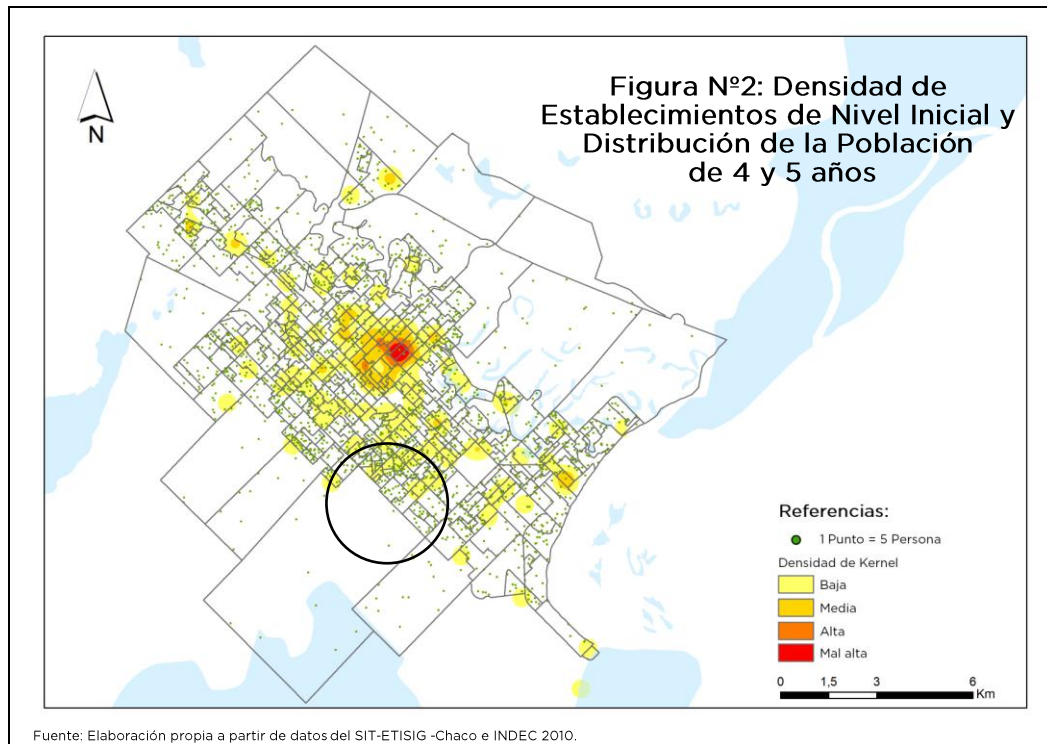 Figura Nº2: Densidad de
Establecimientos de Nivel Inicial y
Distribución de la Población
de 4 y 5 años
N
Referencias:
1 Punto = 5 Persona
Densidad de Kernel
Baja
Media
Alta
Mal alta
0 1,5 3 6
Km
Fuente: Elaboración propia a partir de datos del SIT-ETISIG -Chaco e INDEC 2010.